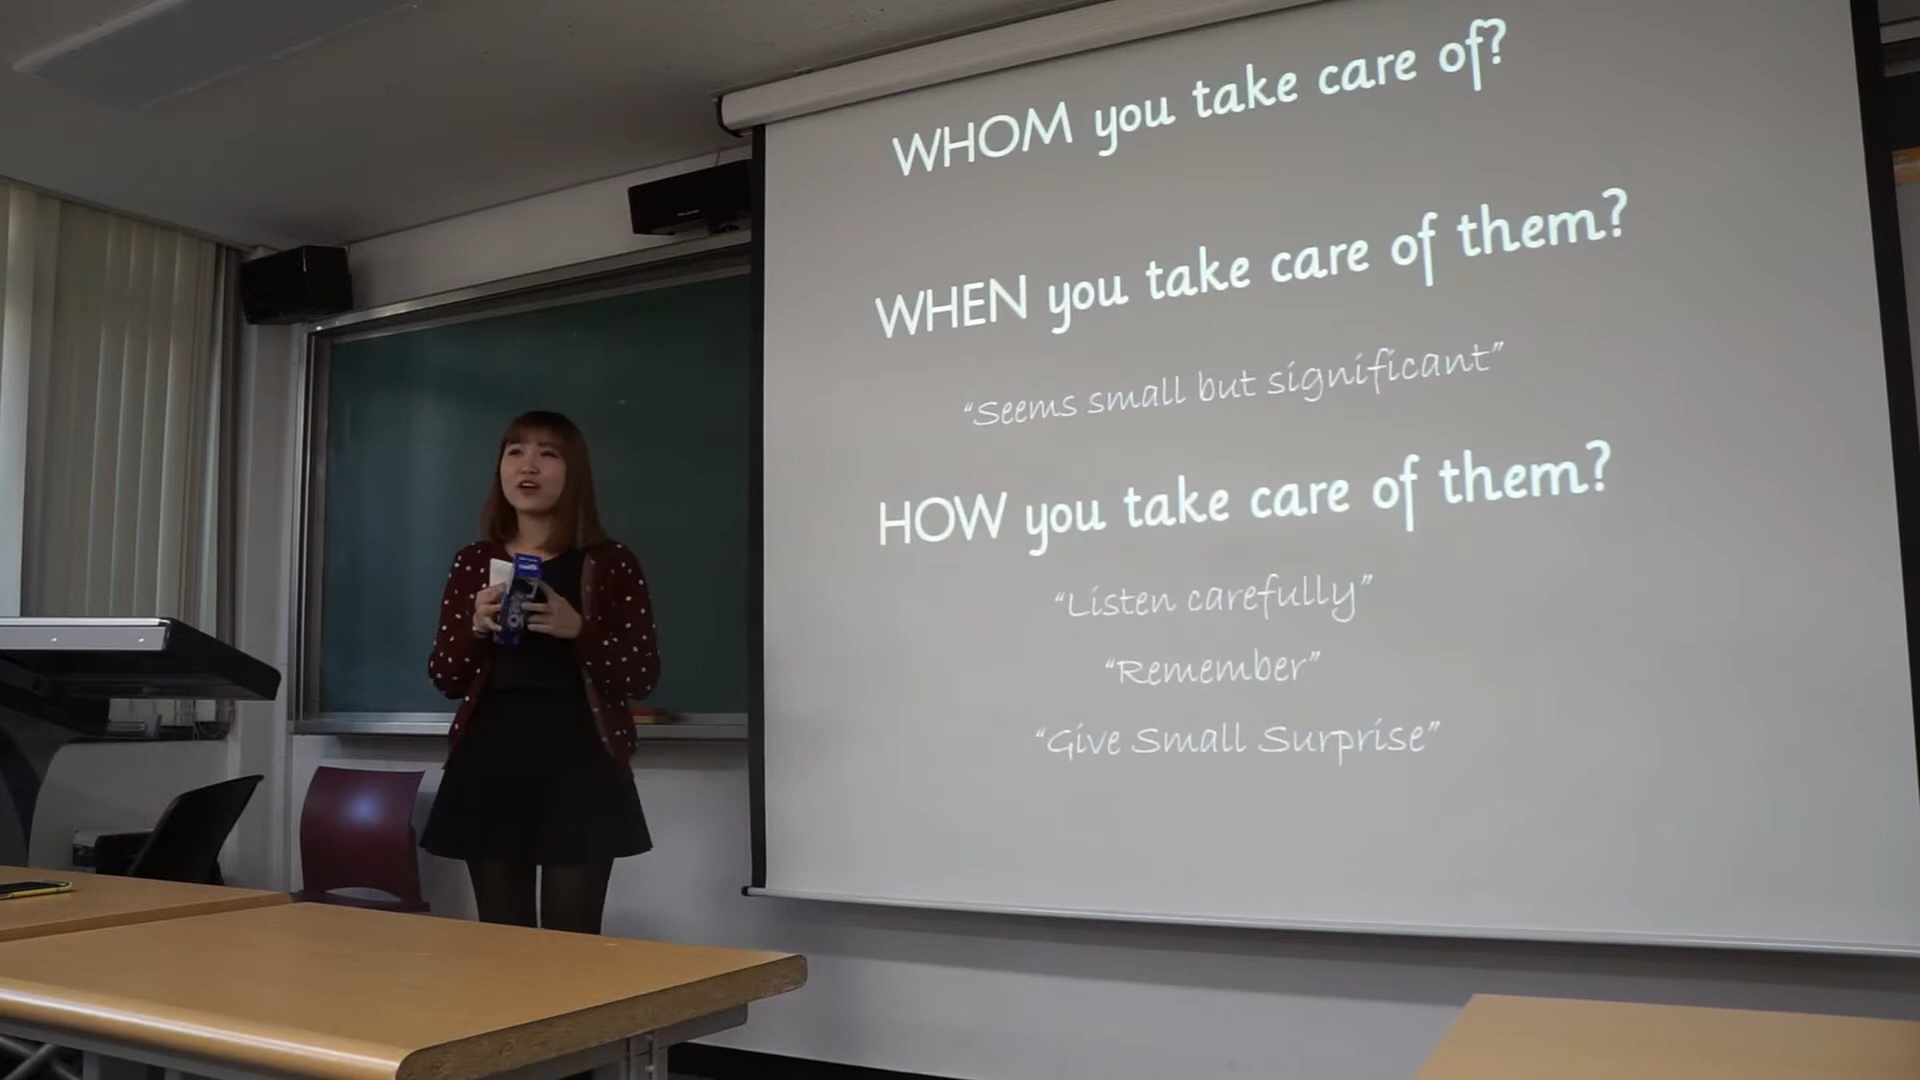 WHOM you take care of?
WHEN you take care of them?
“Seems small but significant”
HOW you take care of them?
“Listen carefully”
“Remember”
“Give Small Surprise”